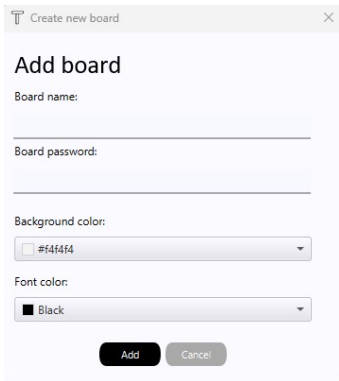 Create new board
Add board
Board name:
Board password:
Background color:
#f4f4f4
Font color:
Black
Add Cancel